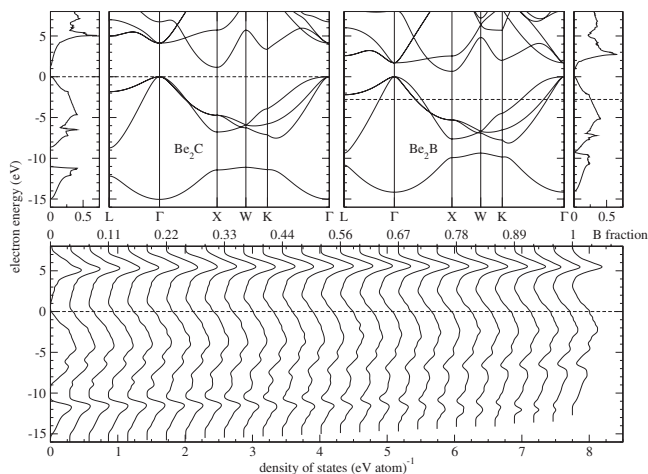 5
0
-5
-10
-15
electron energy (eV)
Be2C
Be2B
0 0.5 L Γ X W K Γ L Γ X W K Γ 0 0.5
0 0.11 0.22 0.33 0.44 0.56 0.67 0.78 0.89 1 B fraction
5
0
-5
-10
-15
0 1 2 3 4 5 6 7 8
density of states (eV atom)-1